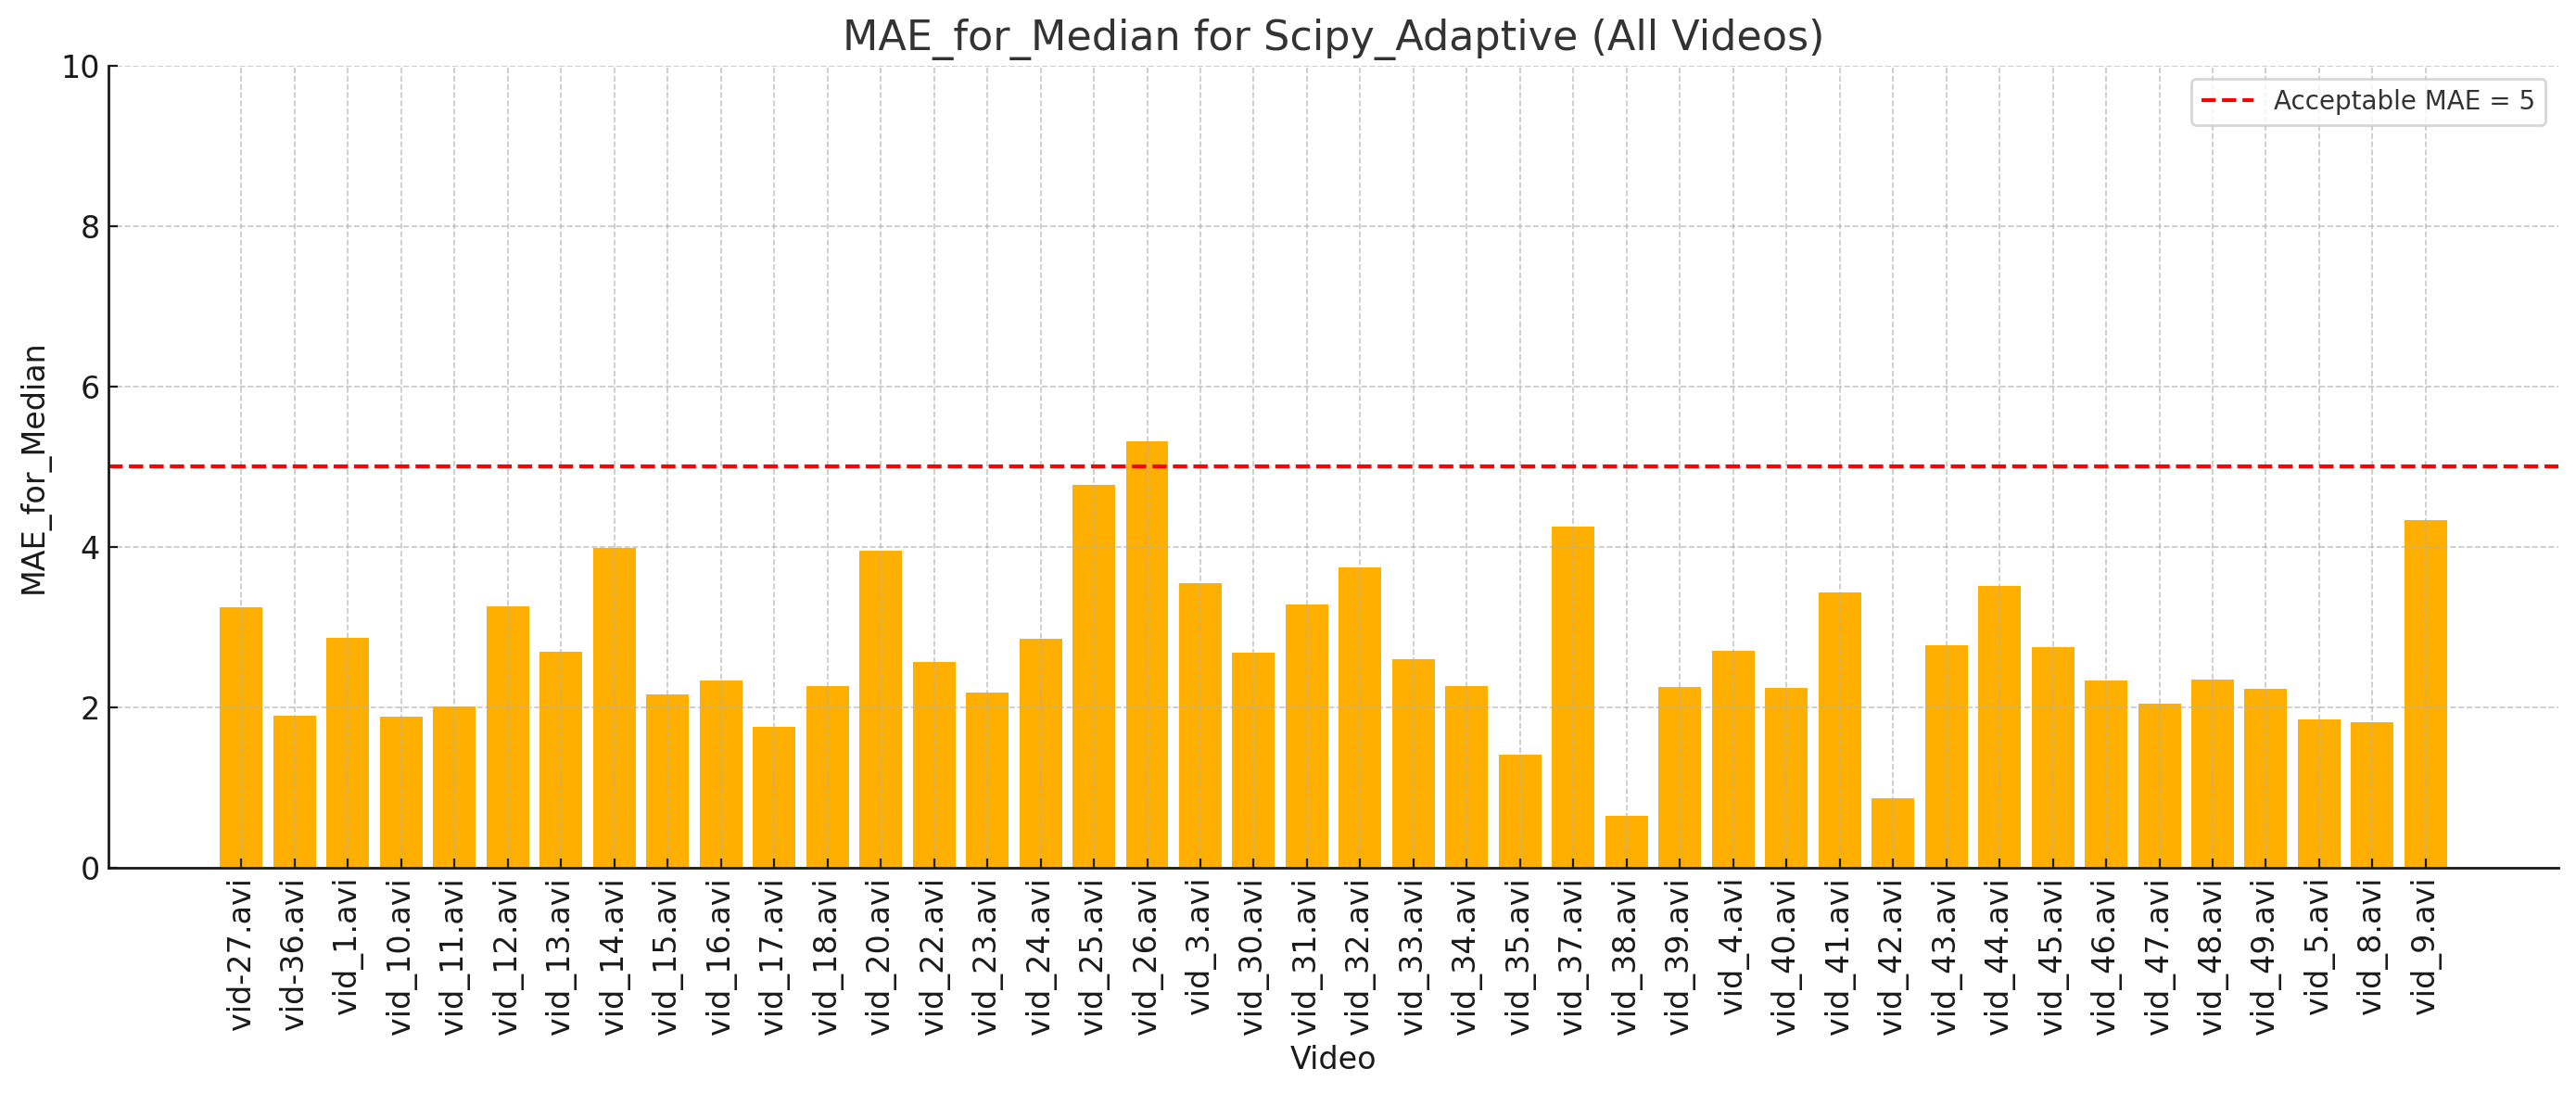 MAE_for_Median for Scipy_Adaptive (All Videos)
Acceptable MAE = 5
MAE_for_Median
10
8
6
4
2
0
vid-27.avi
vid-36.avi
vid_1.avi
vid_10.avi
vid_11.avi
vid_12.avi
vid_13.avi
vid_14.avi
vid_15.avi
vid_16.avi
vid_17.avi
vid_18.avi
vid_20.avi
vid_22.avi
vid_23.avi
vid_24.avi
vid_25.avi
vid_26.avi
vid_3.avi
vid_30.avi
vid_31.avi
vid_32.avi
vid_33.avi
vid_34.avi
vid_35.avi
vid_37.avi
vid_38.avi
vid_39.avi
vid_4.avi
vid_40.avi
vid_41.avi
vid_42.avi
vid_43.avi
vid_44.avi
vid_45.avi
vid_46.avi
vid_47.avi
vid_48.avi
vid_49.avi
vid_5.avi
vid_8.avi
vid_9.avi
Video